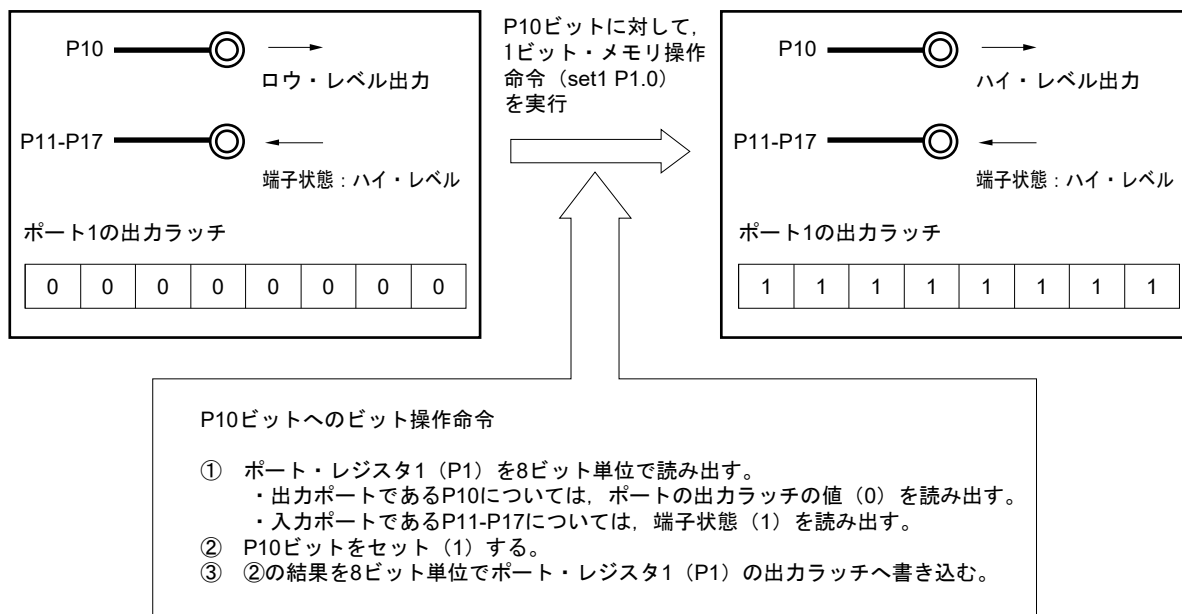 P10
ロウ・レベル出力
P11-P17
端子状態：ハイ・レベル
ポート1の出力ラッチ
0 0 0 0 0 0 0 0
P10ビットに対して，
1ビット・メモリ操作
命令（set1 P1.0）
を実行
P10
ハイ・レベル出力
P11-P17
端子状態：ハイ・レベル
ポート1の出力ラッチ
1 1 1 1 1 1 1 1
P10ビットへのビット操作命令
① ポート・レジスタ1（P1）を8ビット単位で読み出す。
・出力ポートであるP10については，ポートの出力ラッチの値（0）を読み出す。
・入力ポートであるP11-P17については，端子状態（1）を読み出す。
② P10ビットをセット（1）する。
③ ②の結果を8ビット単位でポート・レジスタ1（P1）の出力ラッチへ書き込む。